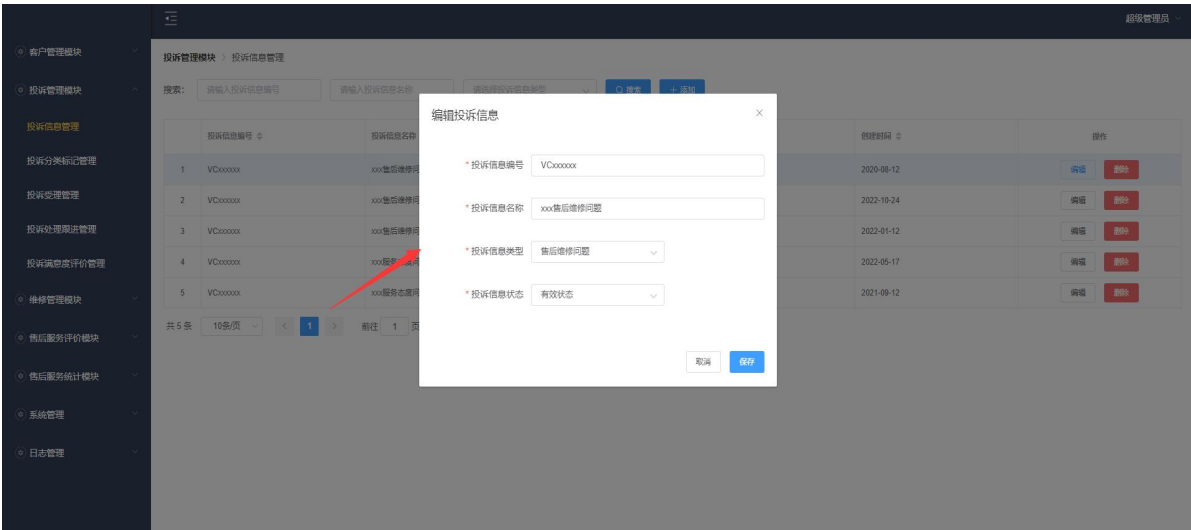 超级管理员
客户管理模块
投诉管理模块
投诉信息管理
投诉分类标记管理
投诉受理管理
投诉处理跟进管理
投诉满意度评价管理
维修管理模块
售后服务评价模块
售后服务统计模块
系统管理
日志管理
投诉管理模块 > 投诉信息管理
搜索: 请输入投诉信息编号 请输入投诉信息名称 请选择投诉信息类型 搜索 + 添加
投诉信息编号 投诉信息名称 创建时间 操作
1 VCxxxxxx xxx售后维修问 2020-08-12 编辑 删除
2 VCxxxxxx xxx售后维修问 2022-10-24 编辑 删除
3 VCxxxxxx xxx售后维修问 2022-01-12 编辑 删除
4 VCxxxxxx xxx服务态度问 2022-05-17 编辑 删除
5 VCxxxxxx xxx服务态度问 2021-09-12 编辑 删除
共 5 条 10条/页 < 1 > 前往 1 页
编辑投诉信息
* 投诉信息编号 VCxxxxxx
* 投诉信息名称 xxx售后维修问题
* 投诉信息类型 售后维修问题
* 投诉信息状态 有效状态
取消 保存